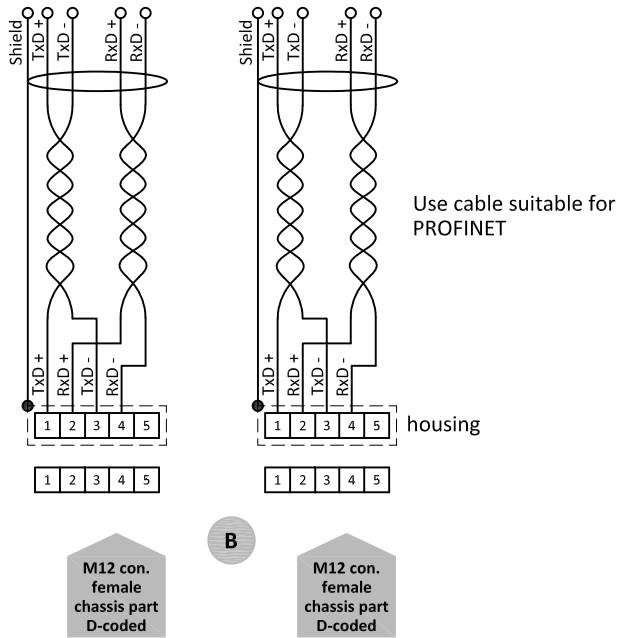 Shield
TxD +
TxD -
RxD +
RxD -
Shield
TxD +
TxD -
RxD +
RxD -
Use cable suitable for
PROFINET
TxD +
RxD +
TxD -
RxD -
TxD +
RxD +
TxD -
RxD -
1 2 3 4 5
1 2 3 4 5
housing
1 2 3 4 5
1 2 3 4 5
B
M12 con.
female
chassis part
D-coded
M12 con.
female
chassis part
D-coded